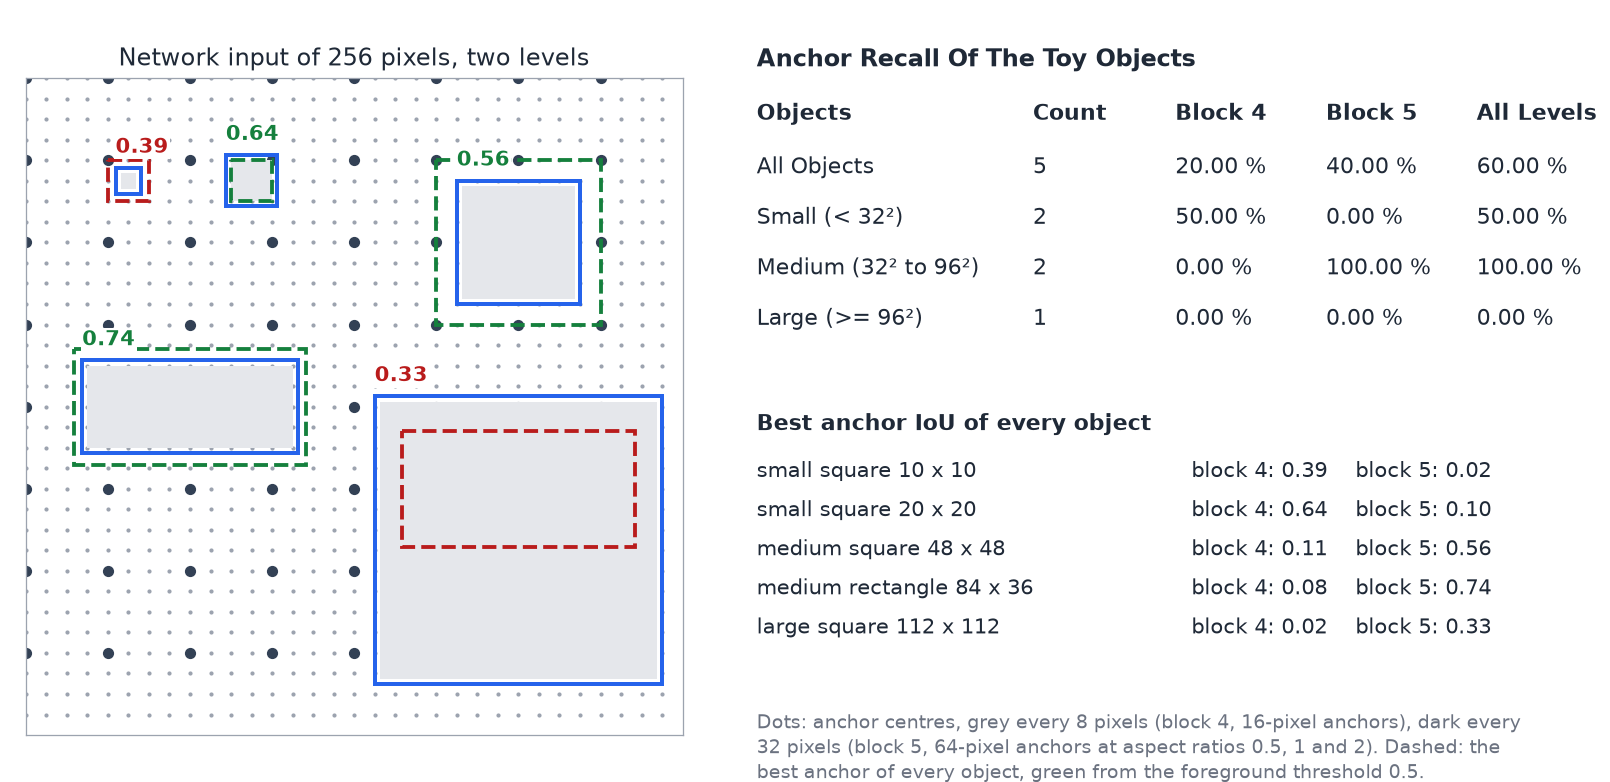 Network input of 256 pixels, two levels
0.39
0.64
0.56
0.74
0.33
Anchor Recall Of The Toy Objects
Objects Count Block 4 Block 5 All Levels
All Objects 5 20.00 % 40.00 % 60.00 %
Small (< 32²) 2 50.00 % 0.00 % 50.00 %
Medium (32² to 96²) 2 0.00 % 100.00 % 100.00 %
Large (>= 96²) 1 0.00 % 0.00 % 0.00 %
Best anchor IoU of every object
small square 10 x 10 block 4: 0.39 block 5: 0.02
small square 20 x 20 block 4: 0.64 block 5: 0.10
medium square 48 x 48 block 4: 0.11 block 5: 0.56
medium rectangle 84 x 36 block 4: 0.08 block 5: 0.74
large square 112 x 112 block 4: 0.02 block 5: 0.33
Dots: anchor centres, grey every 8 pixels (block 4, 16-pixel anchors), dark every
32 pixels (block 5, 64-pixel anchors at aspect ratios 0.5, 1 and 2). Dashed: the
best anchor of every object, green from the foreground threshold 0.5.